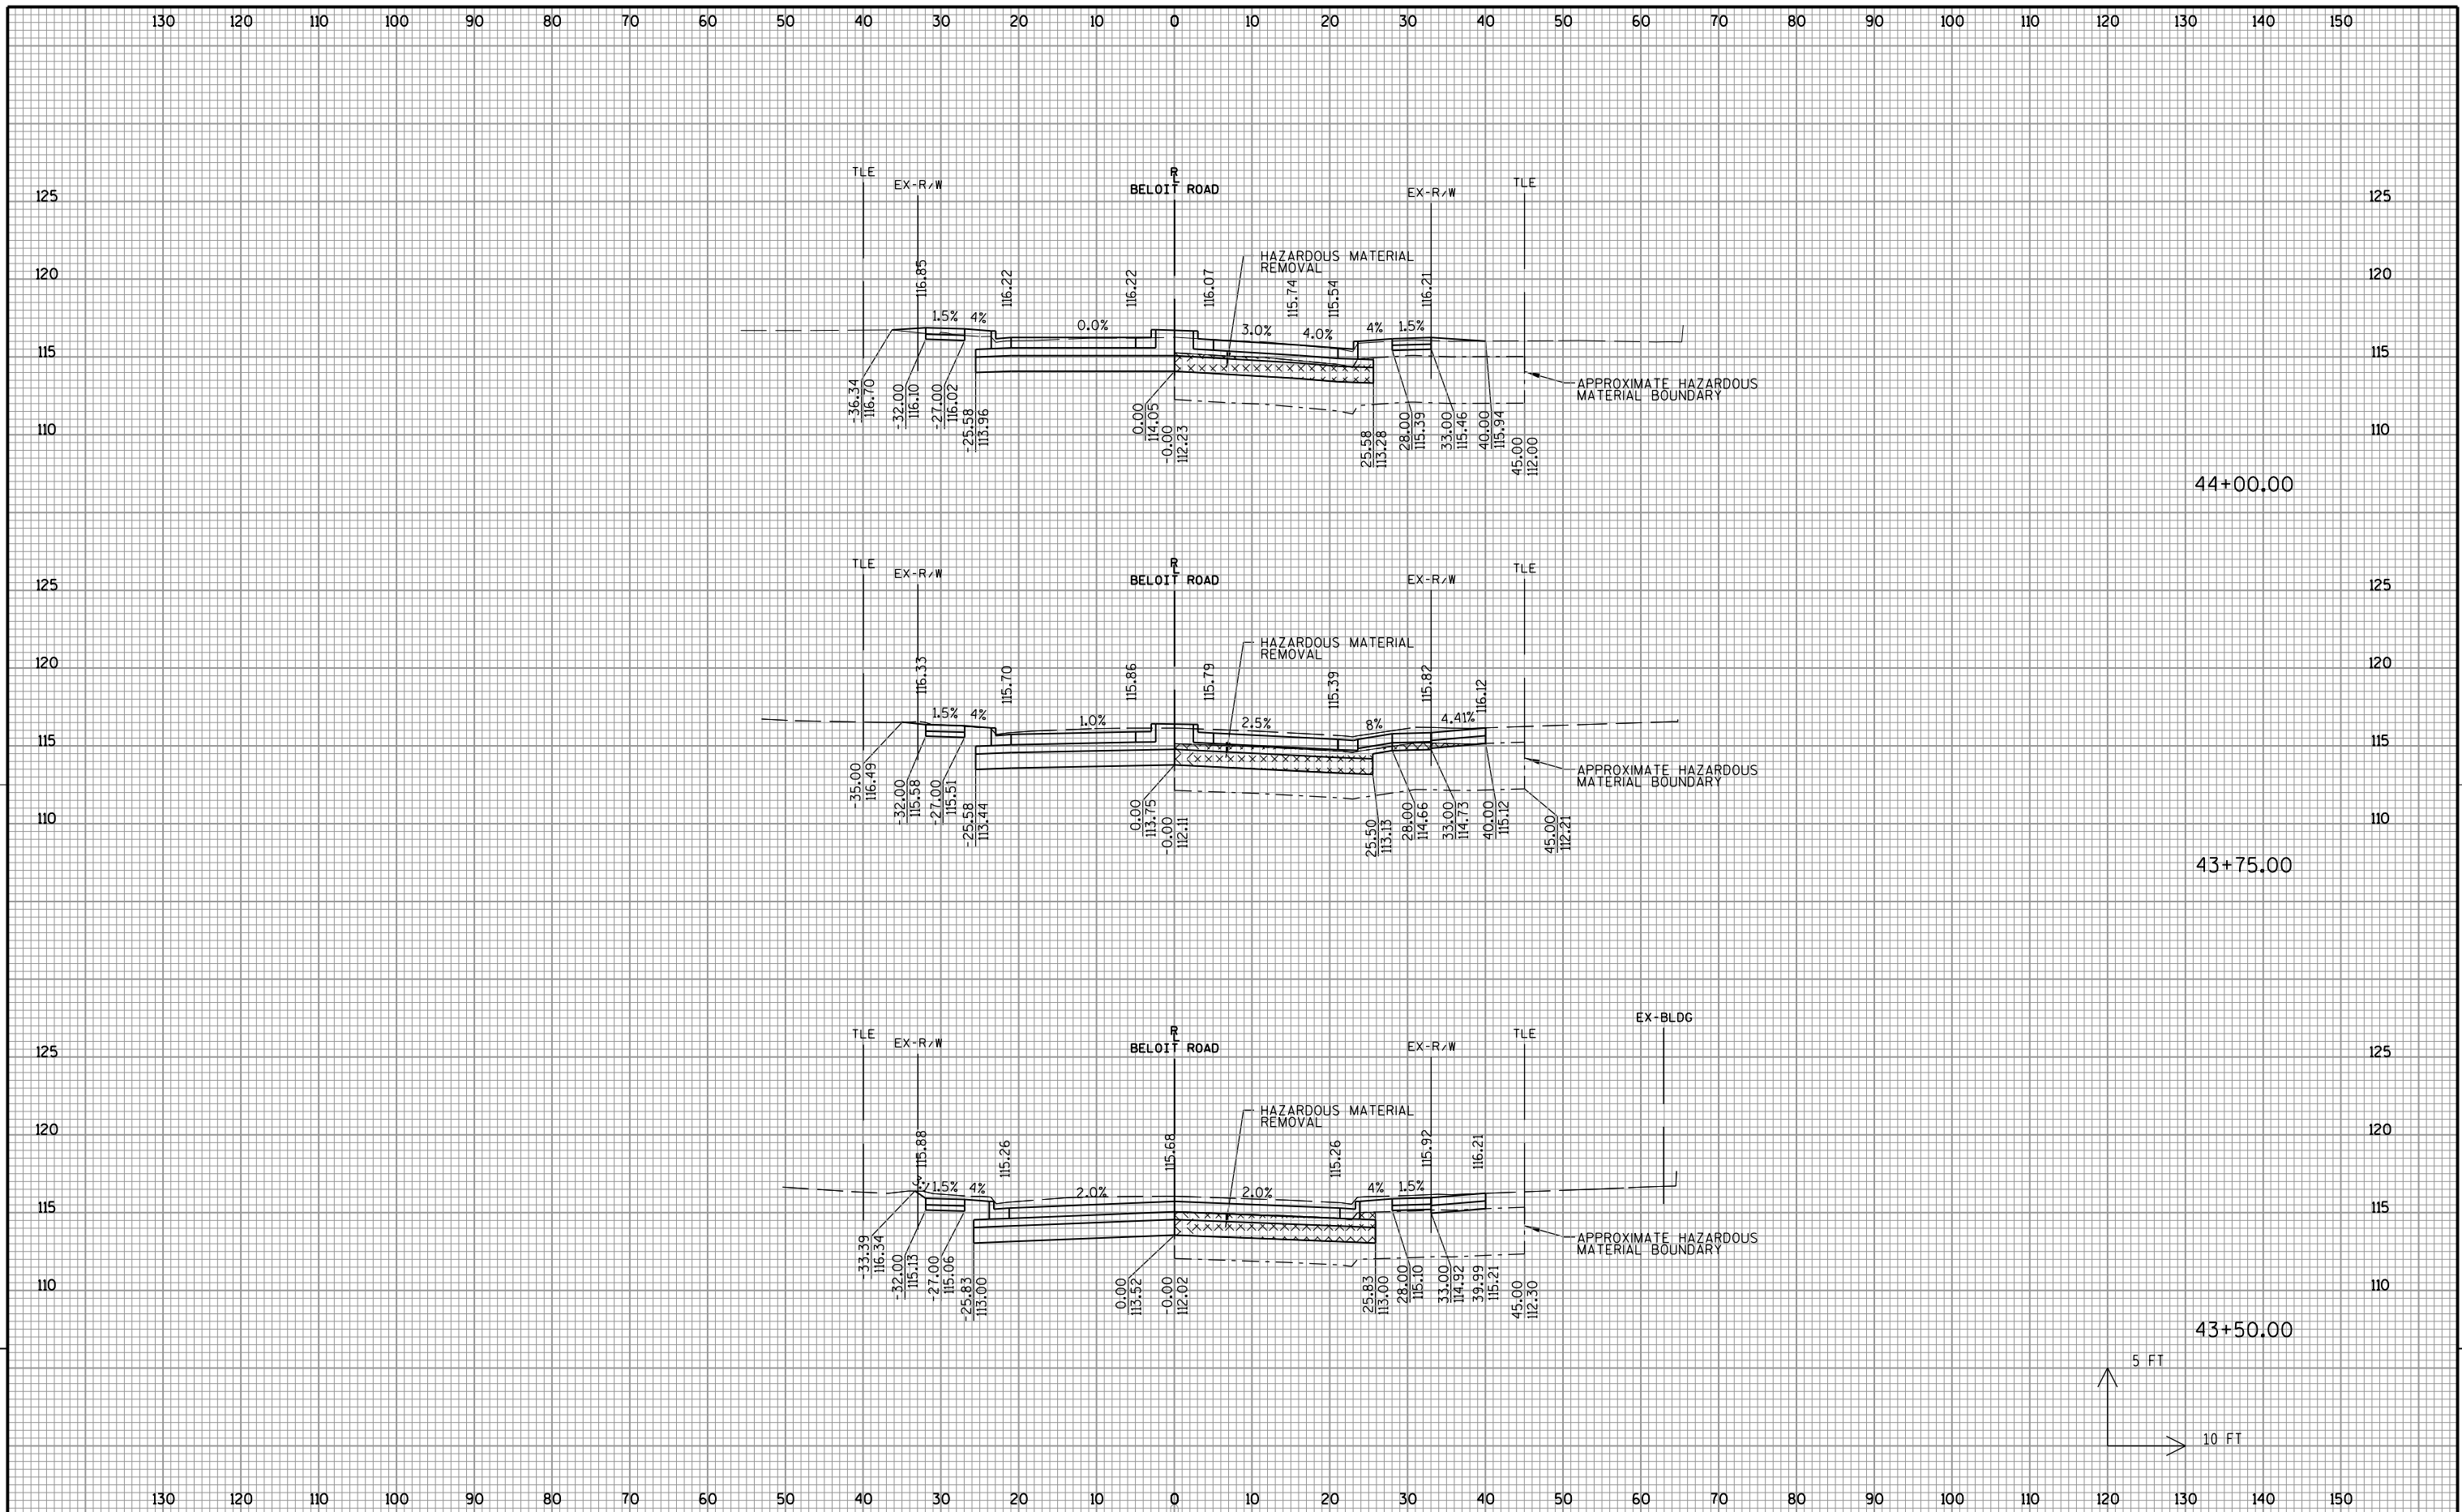 130 120 110 100 90 80 70 60 50 40 30 20 10 0 10 20 30 40 50 60 70 80 90 100 110 120 130 140 150
TLE
EX-R/W
R
L
BELOIT ROAD
EX-R/W
TLE
125 125
HAZARDOUS MATERIAL
REMOVAL
120 120
116.85
116.22
116.22
116.07
115.74
115.54
116.21
1.5% 4% 0.0% 3.0% 4.0% 4% 1.5%
115 115
APPROXIMATE HAZARDOUS
MATERIAL BOUNDARY
-36.34
116.70
-32.00
116.10
-27.00
116.02
-25.58
113.96
0.00
114.05
-0.00
112.23
25.58
113.28
28.00
115.39
33.00
115.46
40.00
115.94
45.00
112.00
110 110
44+00.00
TLE
EX-R/W
R
L
BELOIT ROAD
EX-R/W
TLE
125 125
HAZARDOUS MATERIAL
REMOVAL
120 120
116.33
115.70
115.86
115.79
115.39
115.82
116.12
1.5% 4% 1.0% 2.5% 8% 4.41%
115 115
APPROXIMATE HAZARDOUS
MATERIAL BOUNDARY
-35.00
116.49
-32.00
115.58
-27.00
115.51
-25.58
113.44
0.00
113.75
-0.00
112.11
25.50
113.13
28.00
114.66
33.00
114.73
40.00
115.12
45.00
112.21
110 110
43+75.00
EX-BLDG
TLE
EX-R/W
R
L
BELOIT ROAD
EX-R/W
TLE
125 125
HAZARDOUS MATERIAL
REMOVAL
120 120
115.88
115.26
115.68
115.26
115.92
116.21
1.5% 4% 2.0% 2.0% 4% 1.5%
115 115
APPROXIMATE HAZARDOUS
MATERIAL BOUNDARY
-33.39
116.34
-32.00
115.13
-27.00
115.06
-25.83
113.00
0.00
113.52
-0.00
112.02
25.83
113.00
28.00
115.10
33.00
114.92
39.99
115.21
45.00
112.30
110 110
43+50.00
5 FT
10 FT
130 120 110 100 90 80 70 60 50 40 30 20 10 0 10 20 30 40 50 60 70 80 90 100 110 120 130 140 150